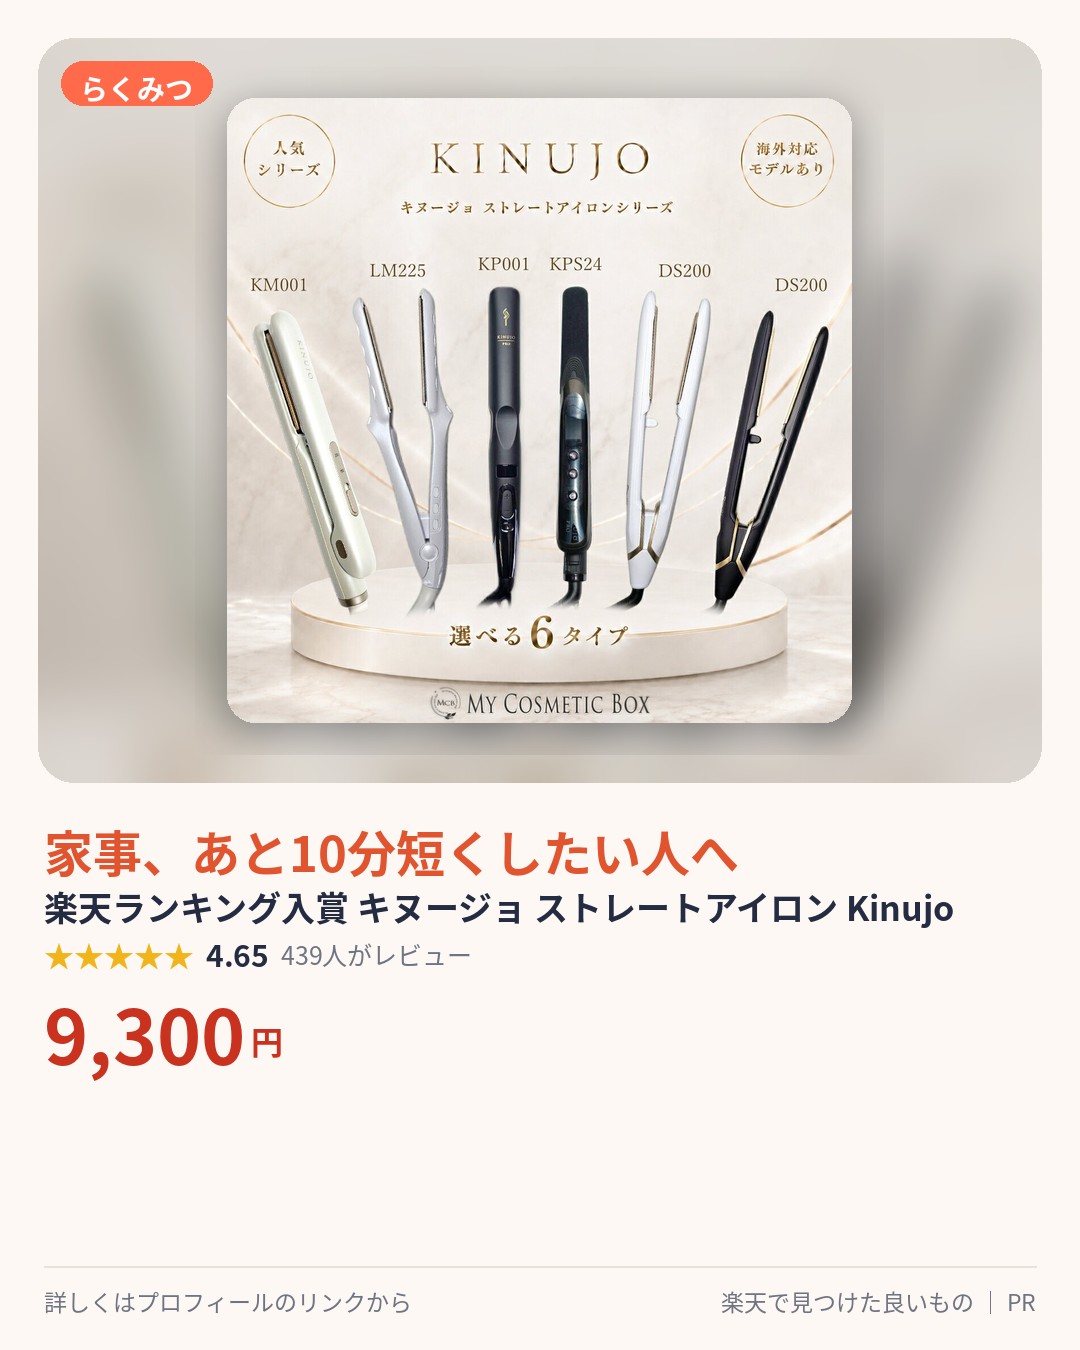 らくみつ
人気
シリーズ
KINUJO
海外対応
モデルあり
キヌージョ ストレートアイロンシリーズ
KM001
LM225
KP001
KPS24
DS200
DS200
KINUJO
選べる6タイプ
MCB
MY COSMETIC BOX
家事、あと10分短くしたい人へ
楽天ランキング入賞 キヌージョ ストレートアイロン Kinujo
★★★★★ 4.65 439人がレビュー
9,300円
詳しくはプロフィールのリンクから
楽天で見つけた良いもの | PR